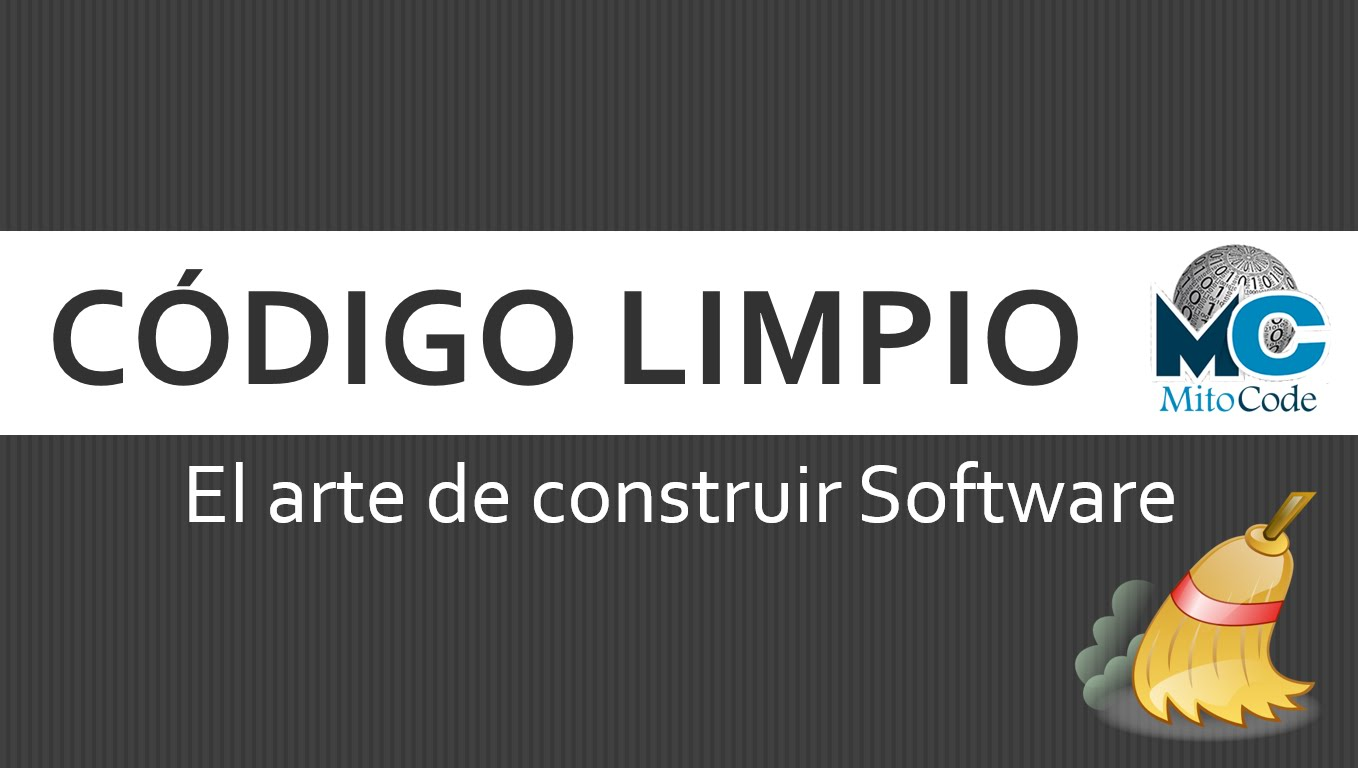 CÓDIGO LIMPIO
MC
MitoCode
El arte de construir Software